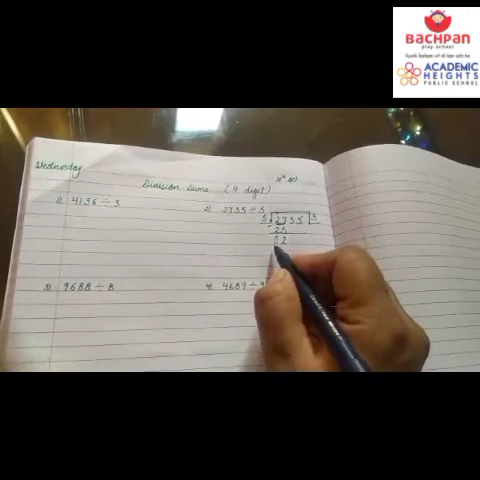 BACHPAN
play school
ACADEMIC
HEIGHTS
PUBLIC SCHOOL
Wednesday
Division Sums (4 digit)
1) 4136 ÷ 3
2) 2735 ÷ 5
5 2735 5
- 25
02
3) 9688 ÷ 8
4) 4689 ÷ 9